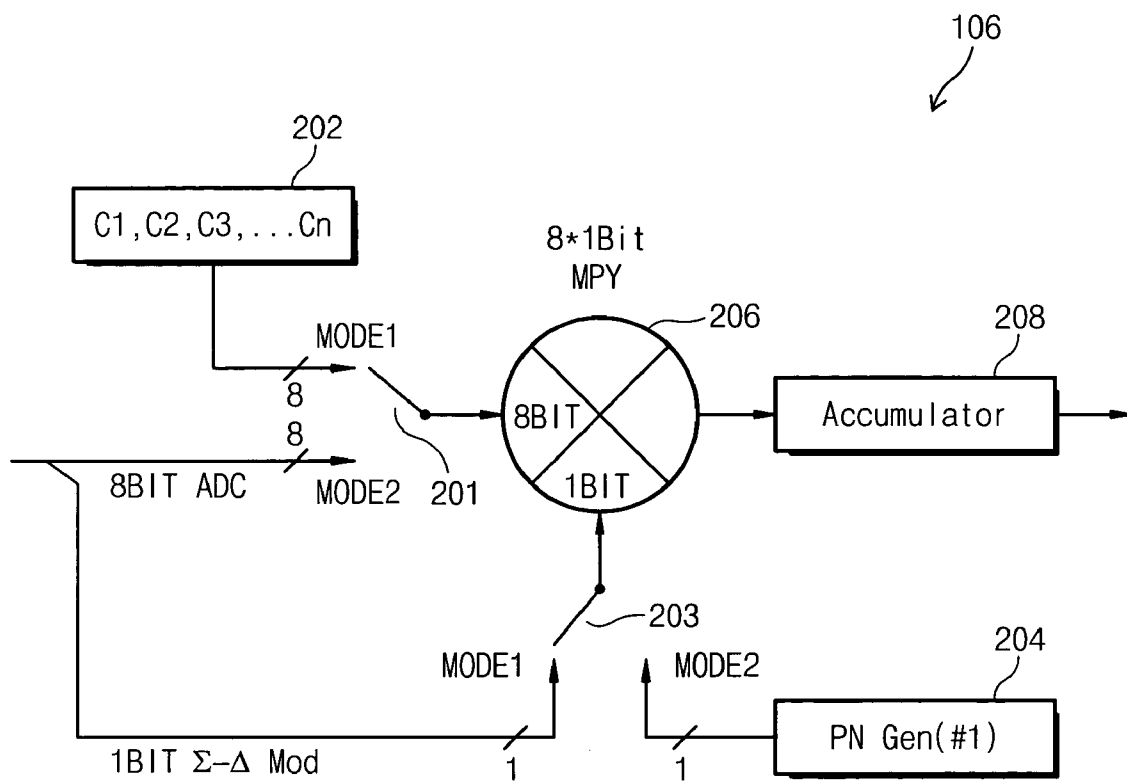 106
202
C1,C2,C3,...Cn
8*1Bit
MPY
206
208
MODE1
8
8BIT
Accumulator
8
8BIT ADC
MODE2
201
1BIT
203
204
MODE1
MODE2
PN Gen(#1)
1BIT Σ-Δ Mod
1
1